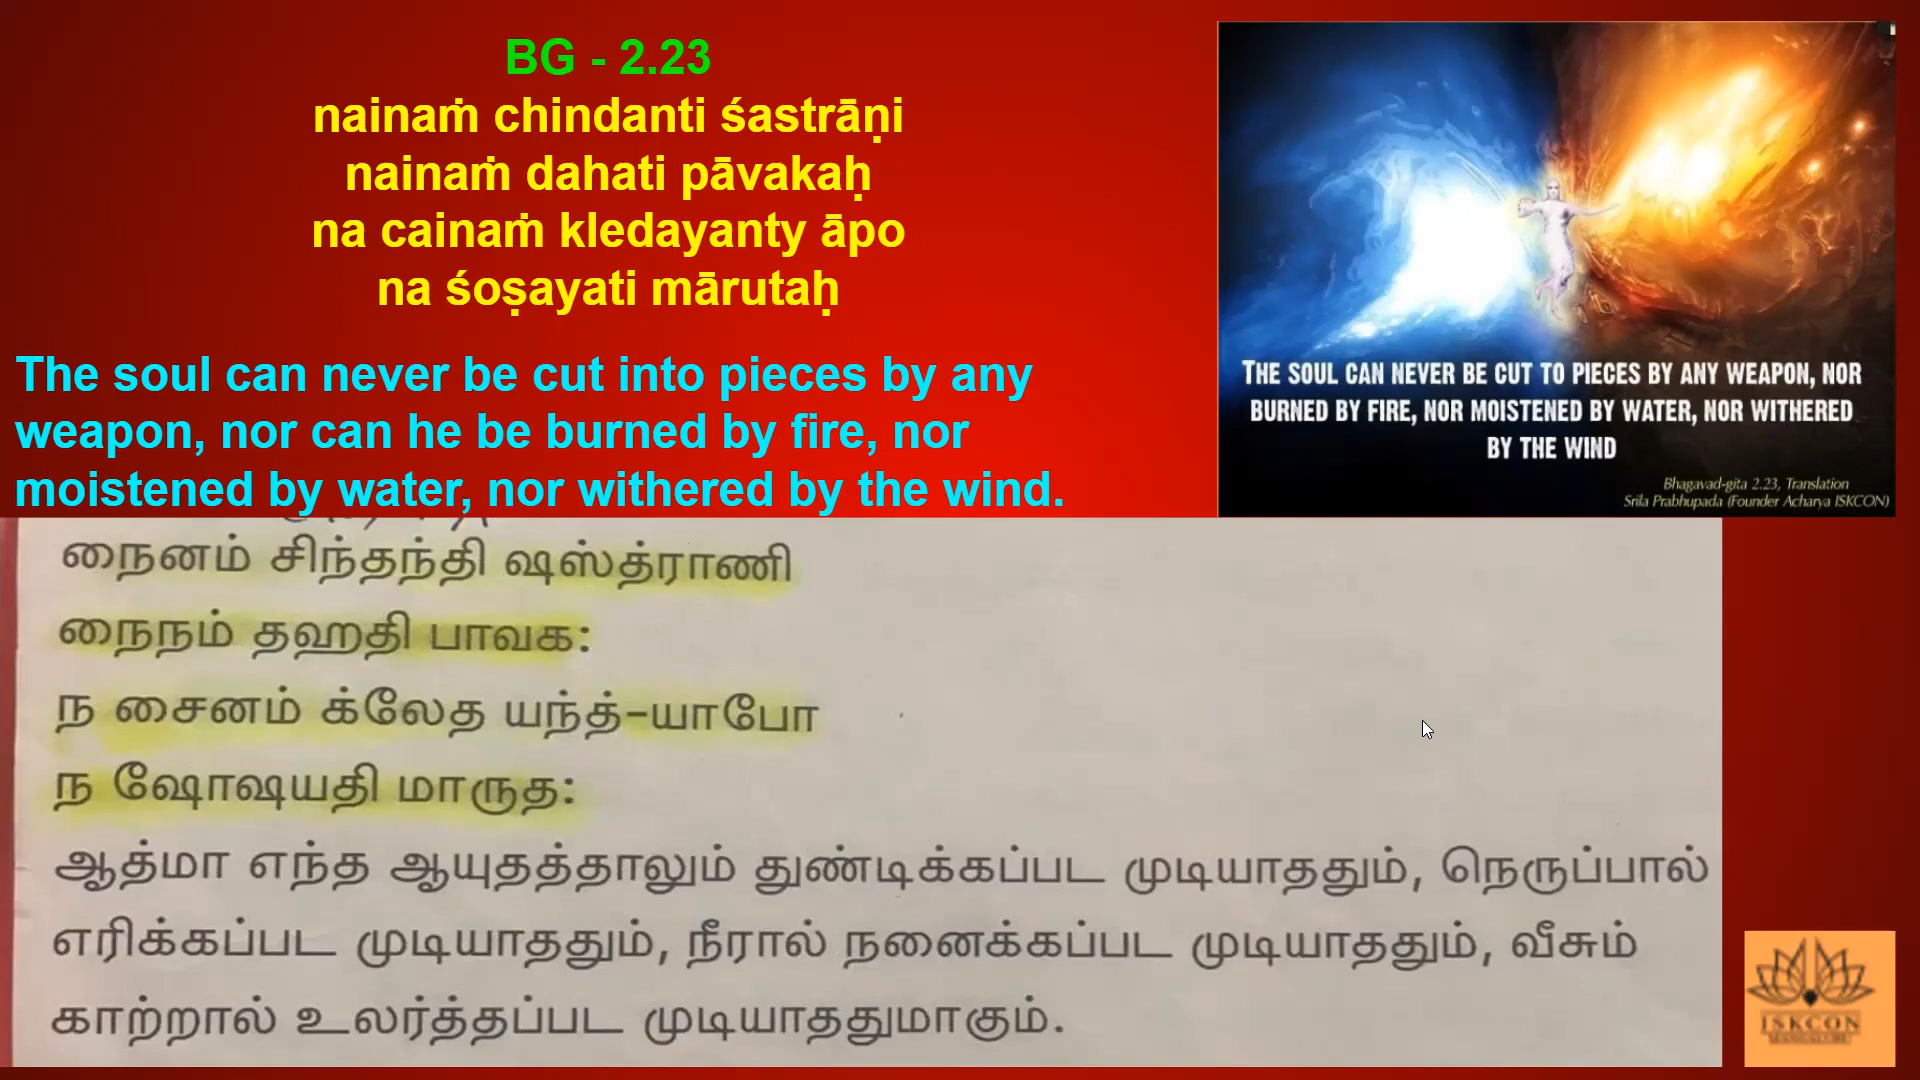 BG - 2.23
nainaṁ chindanti śastrāṇi
nainaṁ dahati pāvakaḥ
na cainaṁ kledayanty āpo
na śoṣayati mārutaḥ
The soul can never be cut into pieces by any
weapon, nor can he be burned by fire, nor
moistened by water, nor withered by the wind.
THE SOUL CAN NEVER BE CUT TO PIECES BY ANY WEAPON, NOR
BURNED BY FIRE, NOR MOISTENED BY WATER, NOR WITHERED
BY THE WIND
Bhagavad-gita 2.23, Translation
Srila Prabhupada (Founder Acharya ISKCON)
நைனம் சிந்தந்தி ஷஸ்த்ராணி
நைநம் தஹதி பாவக:
ந சைனம் க்லேத யந்த்-யாபோ
ந ஷோஷயதி மாருத:
ஆத்மா எந்த ஆயுதத்தாலும் துண்டிக்கப்பட முடியாததும், நெருப்பால்
எரிக்கப்பட முடியாததும், நீரால் நனைக்கப்பட முடியாததும், வீசும்
காற்றால் உலர்த்தப்பட முடியாததுமாகும்.
ISKCON